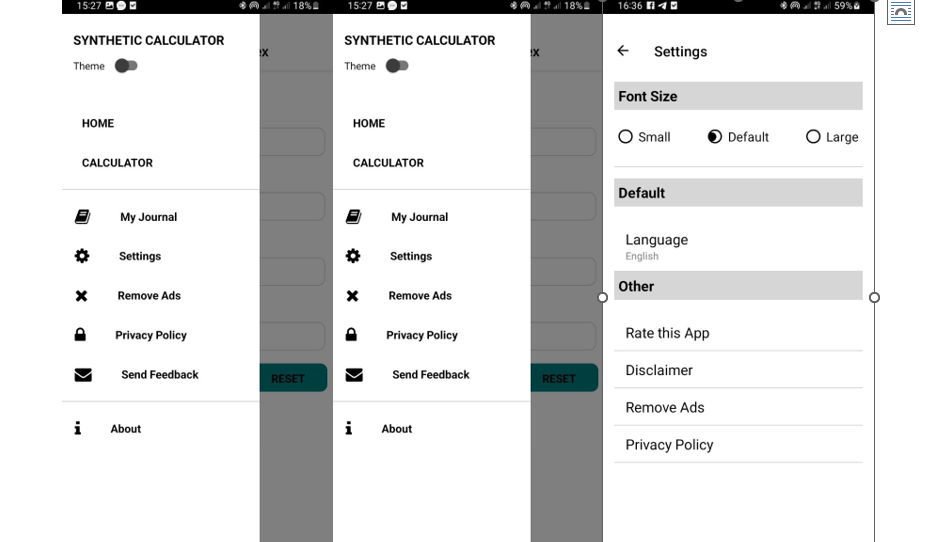 15:27
18%
SYNTHETIC CALCULATOR
Theme
HOME
CALCULATOR
My Journal
Settings
Remove Ads
Privacy Policy
Send Feedback
About
ex
RESET
15:27
18%
SYNTHETIC CALCULATOR
Theme
HOME
CALCULATOR
My Journal
Settings
Remove Ads
Privacy Policy
Send Feedback
About
ex
RESET
16:36
59%
Settings
Font Size
Small Default Large
Default
Language
English
Other
Rate this App
Disclaimer
Remove Ads
Privacy Policy